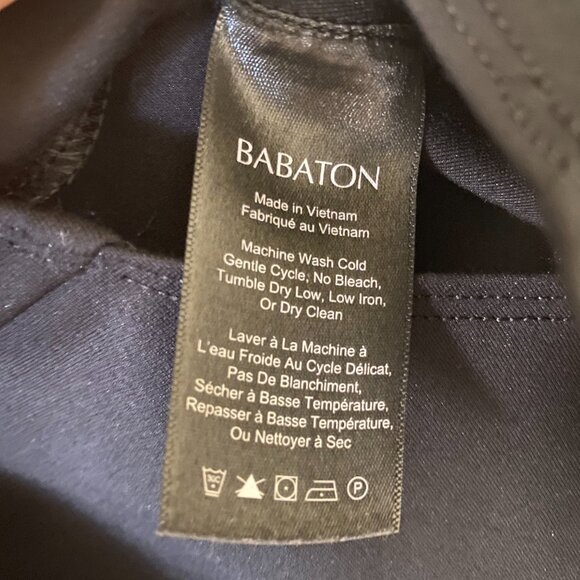 BABATON
Made in Vietnam
Fabriqué au Vietnam
Machine Wash Cold
Gentle Cycle, No Bleach,
Tumble Dry Low, Low Iron,
Or Dry Clean
Laver à La Machine à
L'eau Froide Au Cycle Délicat,
Pas De Blanchiment,
Sécher à Basse Température,
Repasser à Basse Température,
Ou Nettoyer à Sec
30C P